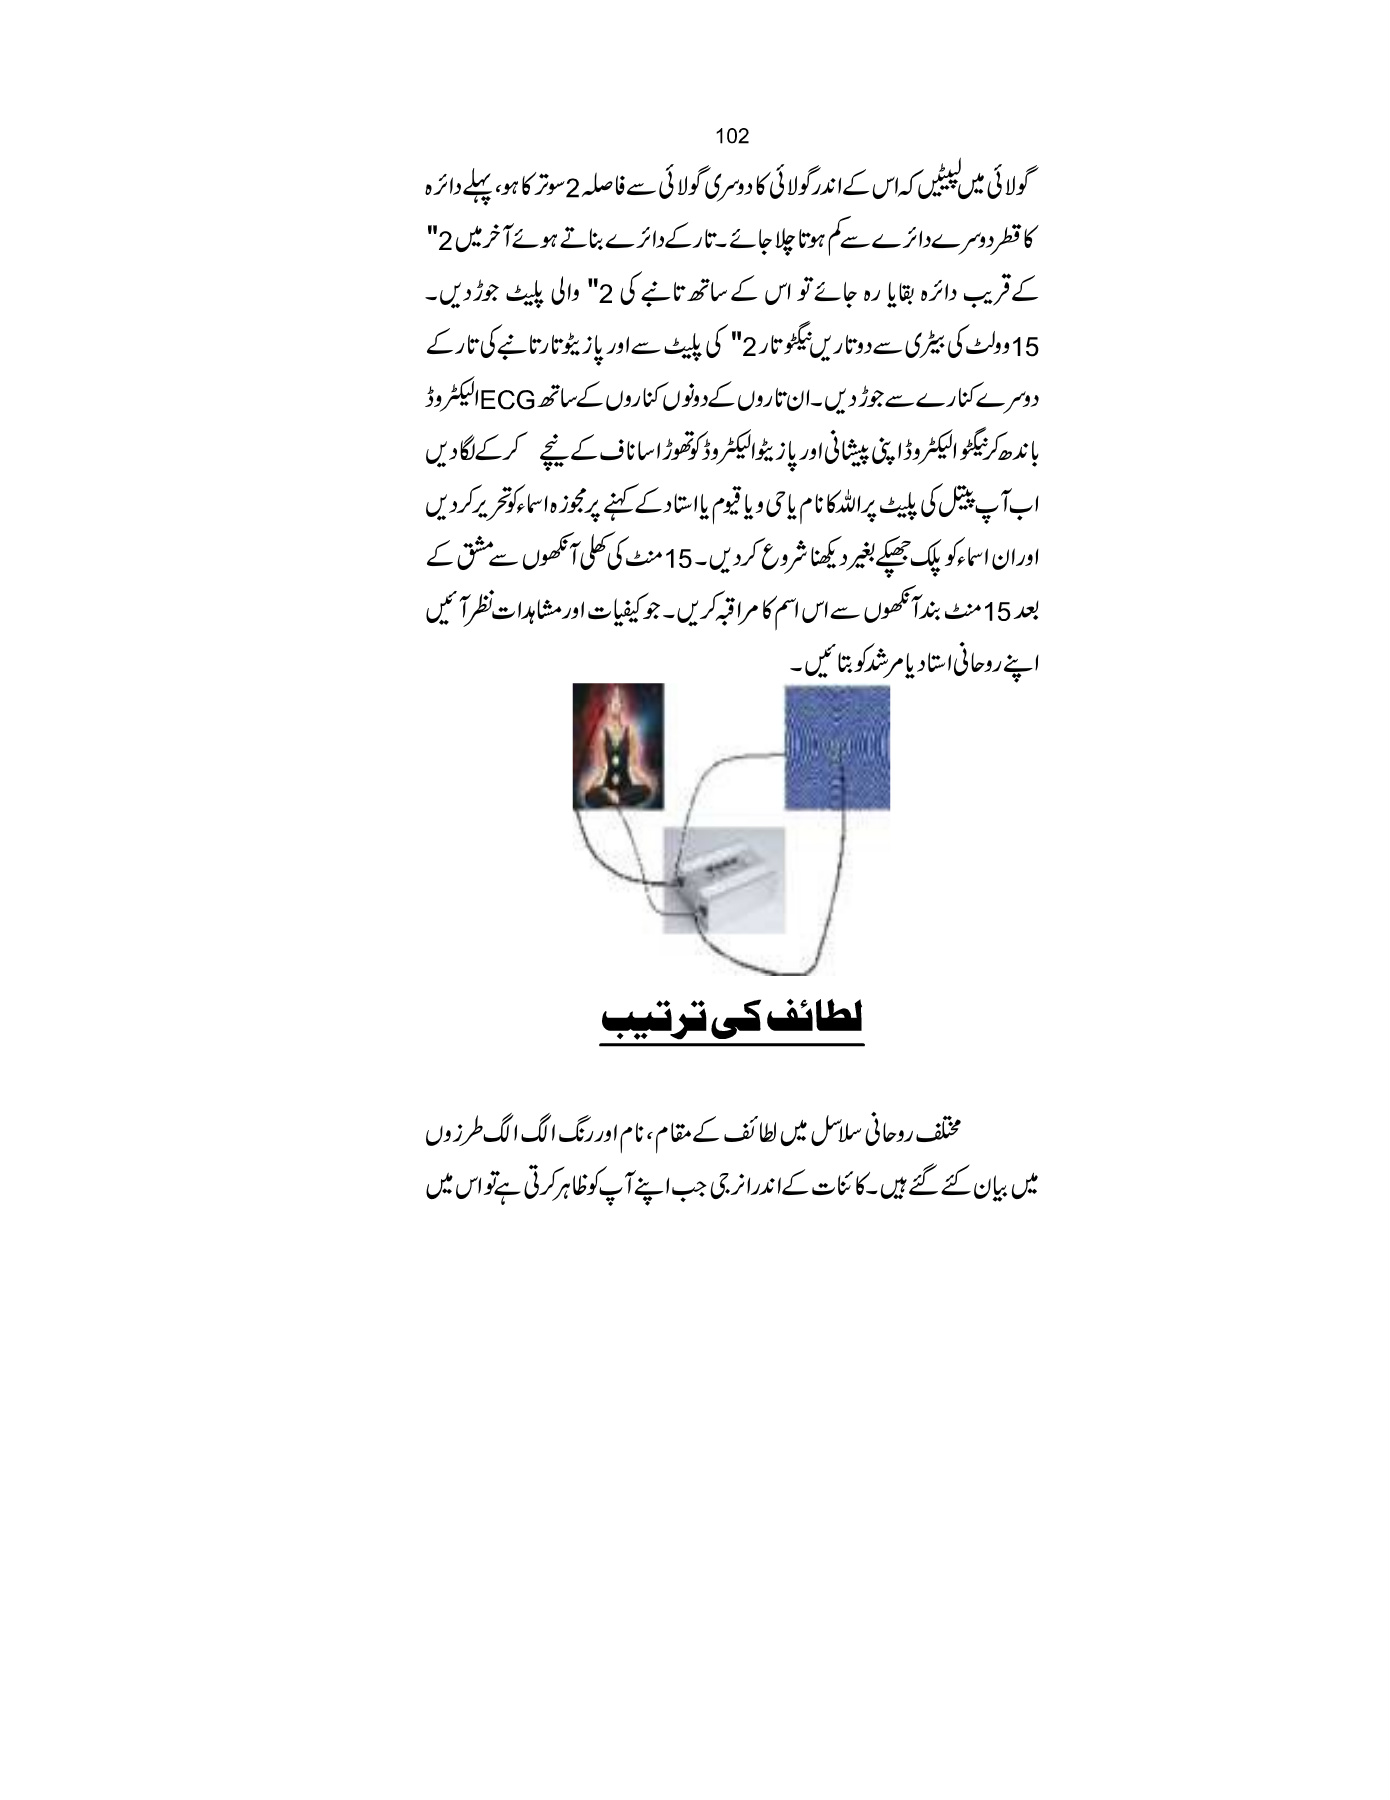 102
گولائی میں لپیٹیں کہ اس کے اندر گولائی کا دوسری گولائی سے فاصلہ 2 سوتر کا ہو، پہلے دائرہ
کا قطر دوسرے دائرے سے کم ہوتا چلا جائے۔ تار کے دائرے بناتے ہوئے آخر میں 2"
کے قریب دائرہ بقایا رہ جائے تو اس کے ساتھ تانبے کی 2" والی پلیٹ جوڑ دیں۔
15 وولٹ کی بیٹری سے دو تاریں نیگٹو تار 2" کی پلیٹ سے اور پازیٹو تار تانبے کی تار کے
دوسرے کنارے سے جوڑ دیں۔ ان تاروں کے دونوں کناروں کے ساتھ ECG الیکٹروڈ
باندھ کر نیگٹو الیکٹروڈ اپنی پیشانی اور پازیٹو الیکٹروڈ کو تھوڑا سا ناف کے نیچے کر کے لگا دیں
اب آپ پیتل کی پلیٹ پر اللہ کا نام یا حی و یا قیوم یا استاد کے کہنے پر مجوزہ اسماء کو تحریر کر دیں
اور ان اسماء کو پلک جھپکے بغیر دیکھنا شروع کر دیں۔ 15 منٹ کی کھلی آنکھوں سے مشق کے
بعد 15 منٹ بند آنکھوں سے اس اسم کا مراقبہ کریں۔ جو کیفیات اور مشاہدات نظر آئیں
اپنے روحانی استاد یا مرشد کو بتائیں۔
لطائف کی ترتیب
مختلف روحانی سلاسل میں لطائف کے مقام، نام اور رنگ الگ الگ طرزوں
میں بیان کئے گئے ہیں۔ کائنات کے اندر انرجی جب اپنے آپ کو ظاہر کرتی ہے تو اس میں